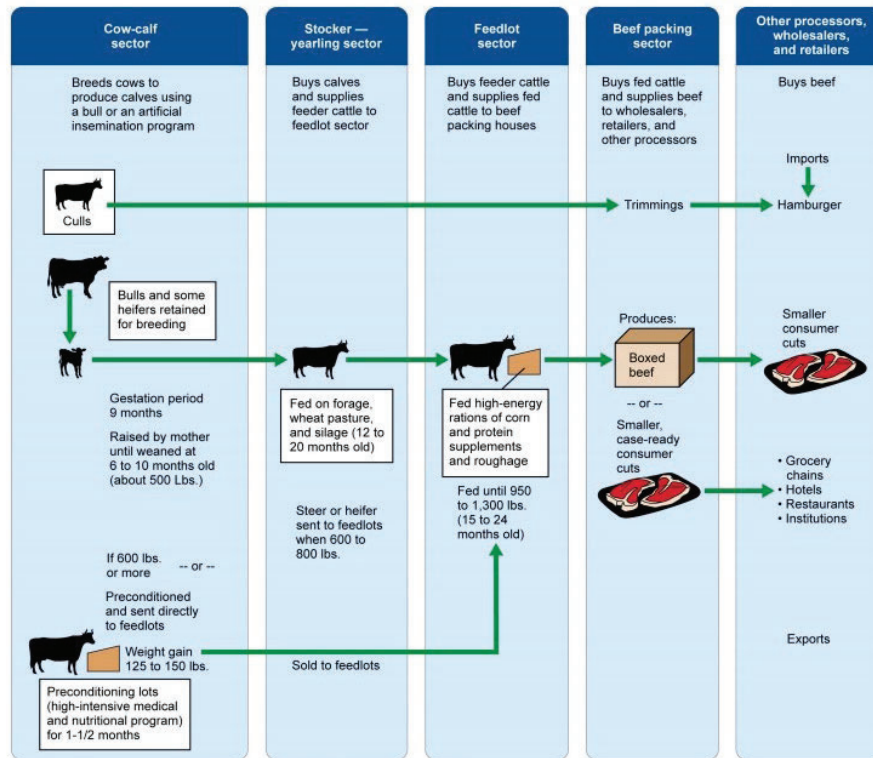 Cow-calf
sector
Breeds cows to
produce calves using
a bull or an artificial
insemination program
Culls
Bulls and some
heifers retained
for breeding
Gestation period
9 months
Raised by mother
until weaned at
6 to 10 months old
(about 500 Lbs.)
If 600 lbs.
or more
-- or --
Preconditioned
and sent directly
to feedlots
Weight gain
125 to 150 lbs.
Preconditioning lots
(high-intensive medical
and nutritional program)
for 1-1/2 months
Stocker —
yearling sector
Buys calves
and supplies
feeder cattle to
feedlot sector
Fed on forage,
wheat pasture,
and silage (12 to
20 months old)
Steer or heifer
sent to feedlots
when 600 to
800 lbs.
Sold to feedlots
Feedlot
sector
Buys feeder cattle
and supplies fed
cattle to beef
packing houses
Fed high-energy
rations of corn
and protein
supplements
and roughage
Fed until 950
to 1,300 lbs.
(15 to 24
months old)
Beef packing
sector
Buys fed cattle
and supplies beef
to wholesalers,
retailers, and
other processors
Trimmings
Produces:
Boxed
beef
-- or --
Smaller,
case-ready
consumer
cuts
Other processors,
wholesalers,
and retailers
Buys beef
Imports
Hamburger
Smaller
consumer
cuts
• Grocery
chains
• Hotels
• Restaurants
• Institutions
Exports